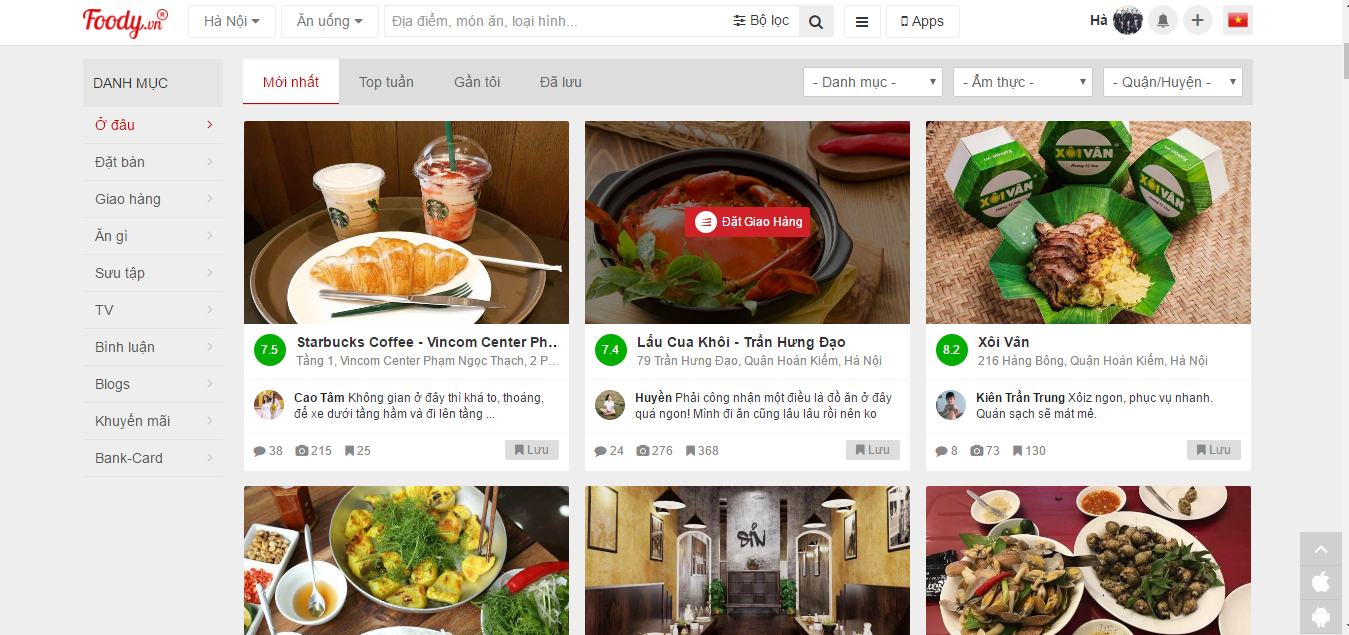 Foody.vn®
Hà Nội
Ăn uống
Địa điểm, món ăn, loại hình...
Bộ lọc
Apps
Hà
DANH MỤC
Ở đâu
Đặt bàn
Giao hàng
Ăn gì
Sưu tập
TV
Bình luận
Blogs
Khuyến mãi
Bank-Card
Mới nhất
Top tuần
Gần tôi
Đã lưu
- Danh mục -
- Ẩm thực -
- Quận/Huyện -
7.5
Starbucks Coffee - Vincom Center Ph...
Tầng 1, Vincom Center Phạm Ngọc Thạch, 2 P...
Cao Tâm Không gian ở đây thì khá to, thoáng,
để xe dưới tầng hầm và đi lên tầng ...
38
215
25
Lưu
Đặt Giao Hàng
7.4
Lẩu Cua Khôi - Trần Hưng Đạo
79 Trần Hưng Đạo, Quận Hoàn Kiếm, Hà Nội
Huyền Phải công nhận một điều là đồ ăn ở đây
quá ngon! Mình đi ăn cũng lâu lâu rồi nên ko
24
276
368
Lưu
XÔI VÂN
XÔI VÂN
XÔI VÂN
8.2
Xôi Vân
216 Hàng Bông, Quận Hoàn Kiếm, Hà Nội
Kiên Trần Trung Xôiz ngon, phục vụ nhanh.
Quán sạch sẽ mát mẻ.
8
73
130
Lưu
SÍN